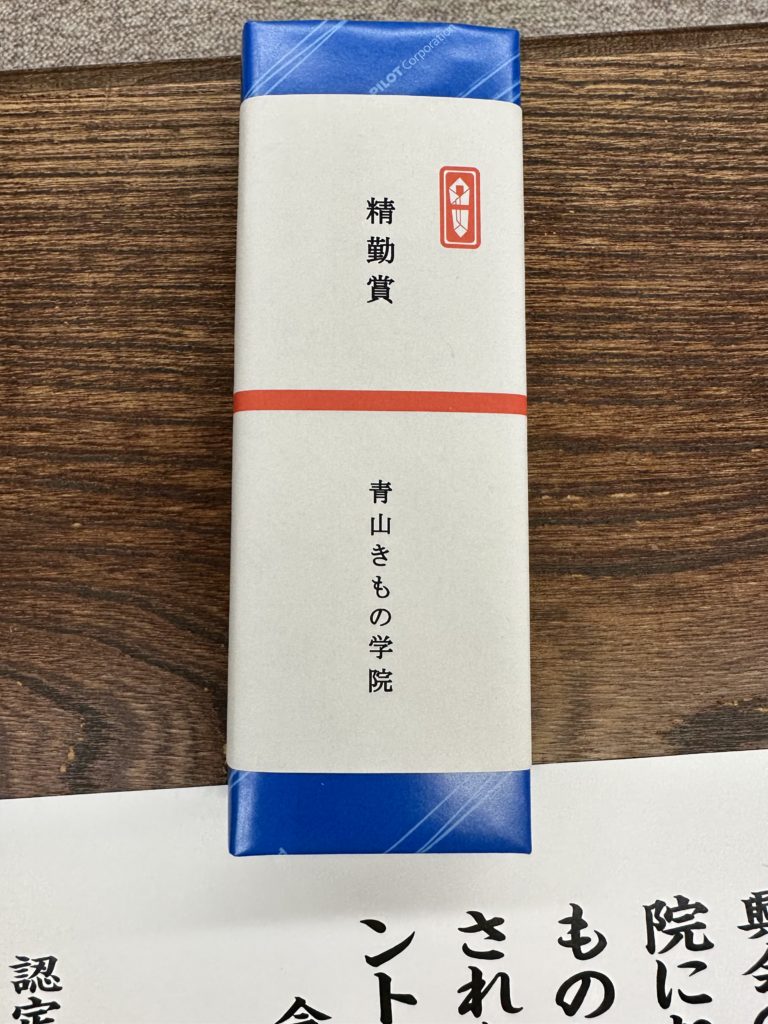 PILOT Corporation
精勤賞
青山きもの学院
院に
もの
され
ント
認定